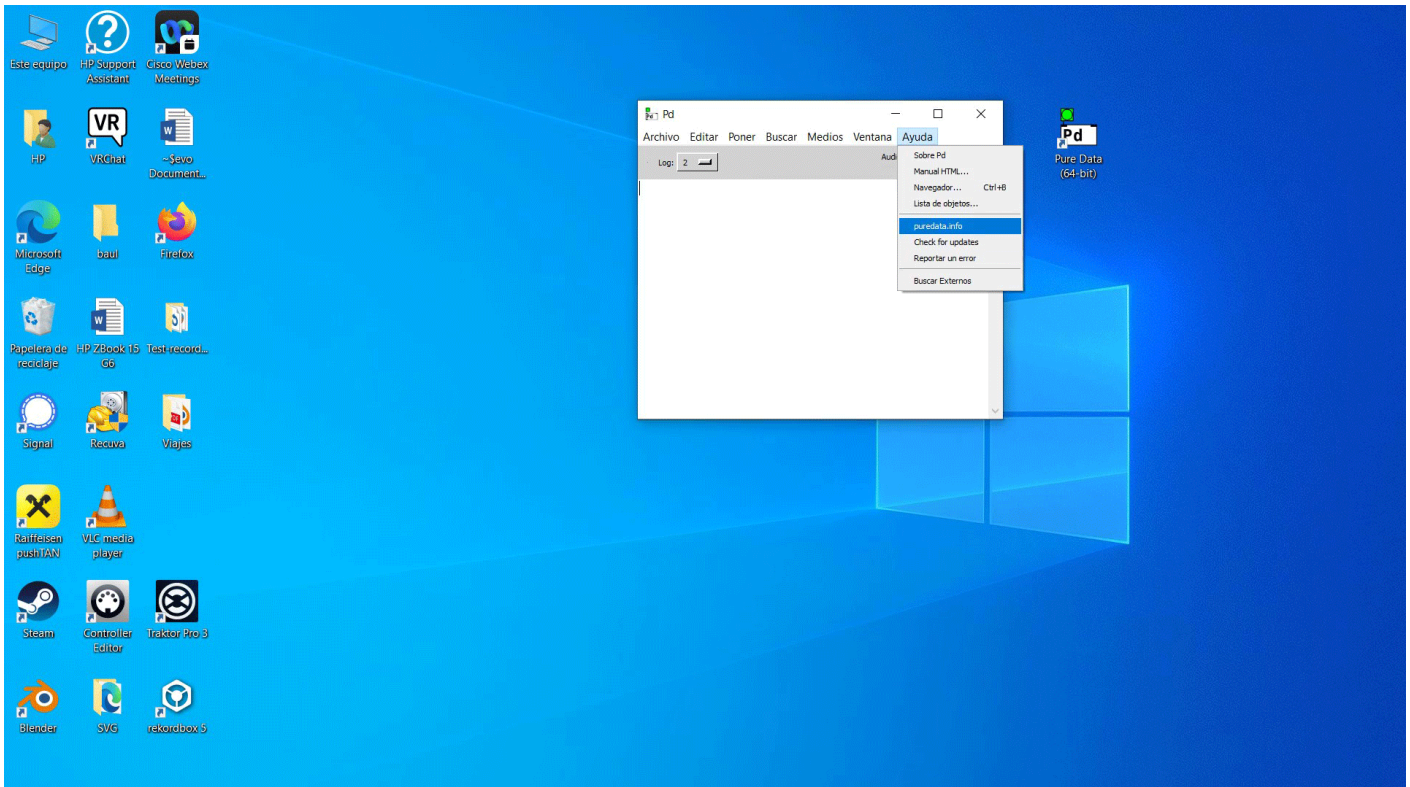 Este equipo
HP Support
Assistant
Cisco Webex
Meetings
HP
VR
VRChat
W
~$evo
Document...
Microsoft
Edge
baul
Firefox
Papelera de
reciclaje
W
HP ZBook 15
G6
Test-record...
Signal
Recuva
Viajes
Raiffeisen
pushTAN
VLC media
player
Steam
Controller
Editor
Traktor Pro 3
Blender
SVG
rekordbox 5
Pd
Archivo Editar Poner Buscar Medios Ventana Ayuda
Log: 2
Sobre Pd
Manual HTML...
Navegador... Ctrl+B
Lista de objetos...
puredata.info
Check for updates
Reportar un error
Buscar Externos
Pd
Pure Data
(64-bit)